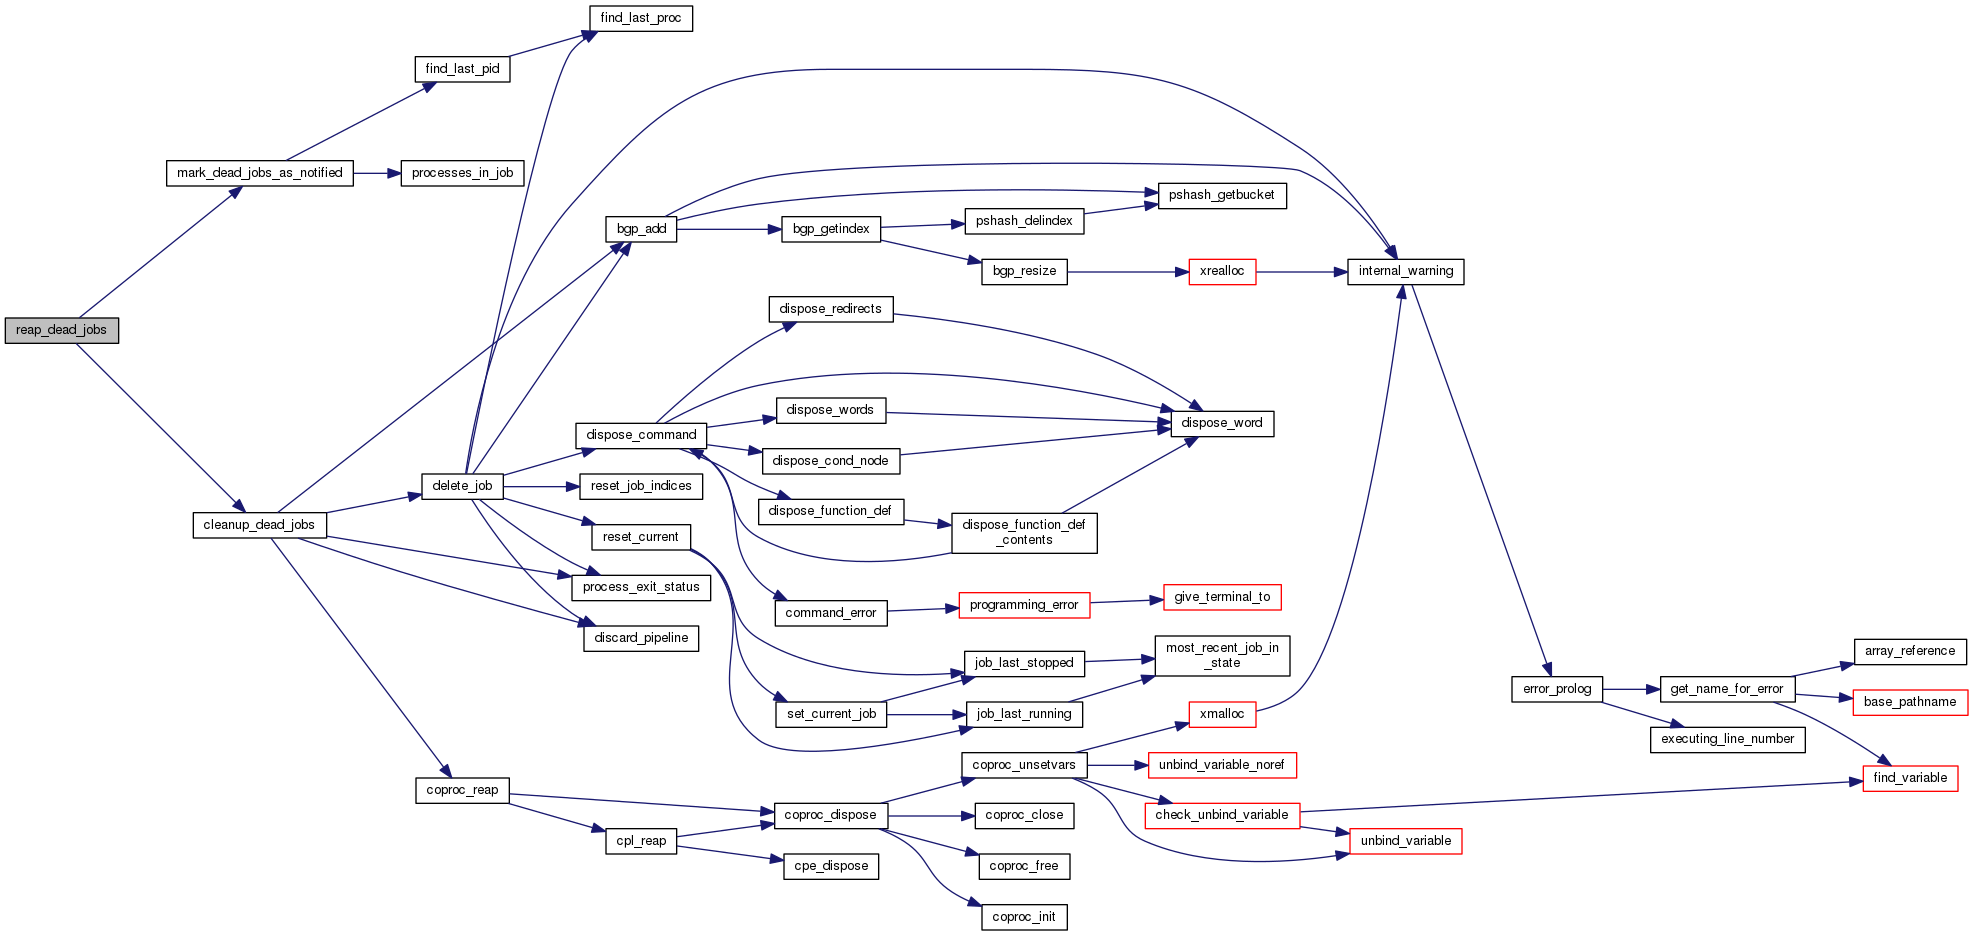 find_last_proc
find_last_pid
mark_dead_jobs_as_notified
processes_in_job
pshash_getbucket
pshash_delindex
bgp_add
bgp_getindex
bgp_resize
xrealloc
internal_warning
dispose_redirects
reap_dead_jobs
dispose_words
dispose_word
dispose_command
dispose_cond_node
delete_job
reset_job_indices
dispose_function_def
cleanup_dead_jobs
dispose_function_def
_contents
reset_current
process_exit_status
give_terminal_to
programming_error
command_error
discard_pipeline
most_recent_job_in
_state
array_reference
job_last_stopped
error_prolog
get_name_for_error
base_pathname
set_current_job
job_last_running
xmalloc
executing_line_number
coproc_unsetvars
unbind_variable_noref
find_variable
coproc_reap
coproc_dispose
coproc_close
check_unbind_variable
cpl_reap
unbind_variable
cpe_dispose
coproc_free
coproc_init